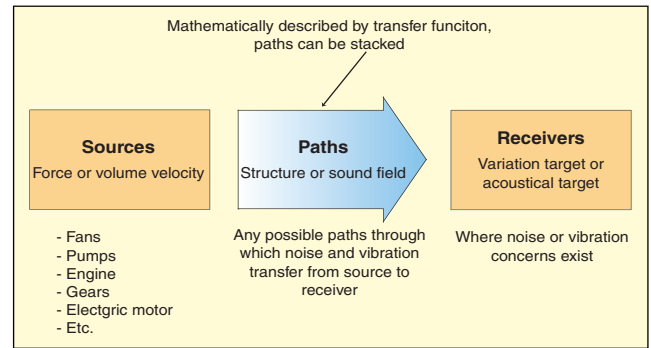 Mathematically described by transfer funciton,
paths can be stacked
Sources
Force or volume velocity
- Fans
- Pumps
- Engine
- Gears
- Electgric motor
- Etc.
Paths
Structure or sound field
Any possible paths through
which noise and vibration
transfer from source to
receiver
Receivers
Variation target or
acoustical target
Where noise or vibration
concerns exist